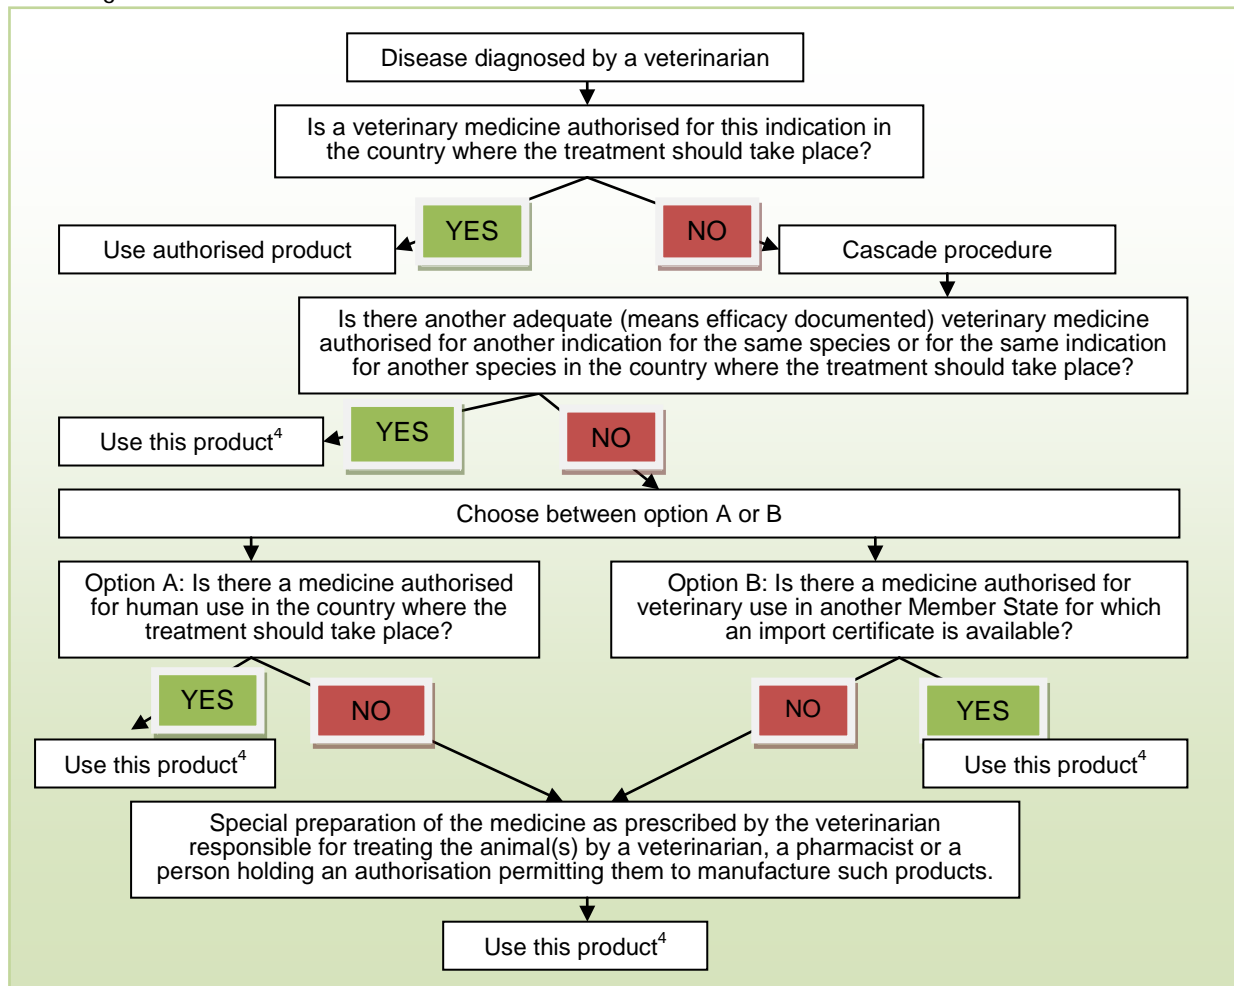 Disease diagnosed by a veterinarian
Is a veterinary medicine authorised for this indication in
the country where the treatment should take place?
YES
NO
Use authorised product
Cascade procedure
Is there another adequate (means efficacy documented) veterinary medicine
authorised for another indication for the same species or for the same indication
for another species in the country where the treatment should take place?
YES
NO
Use this product4
Choose between option A or B
Option A: Is there a medicine authorised
for human use in the country where the
treatment should take place?
Option B: Is there a medicine authorised for
veterinary use in another Member State for which
an import certificate is available?
YES
NO
NO
YES
Use this product4
Use this product4
Special preparation of the medicine as prescribed by the veterinarian
responsible for treating the animal(s) by a veterinarian, a pharmacist or a
person holding an authorisation permitting them to manufacture such products.
Use this product4